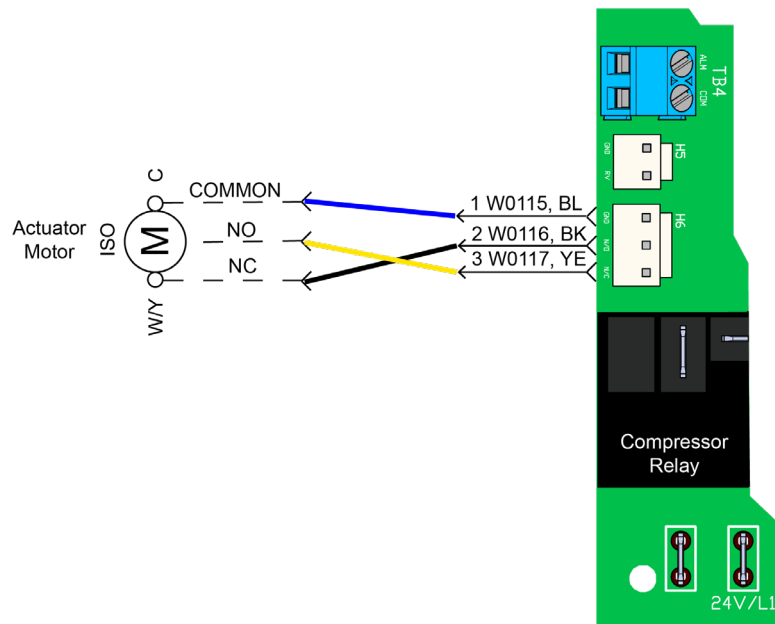 C
COMMON
Actuator
Motor
ISO
M
NO
NC
W/Y
1 W0115, BL
2 W0116, BK
3 W0117, YE
ALM
COM
TB4
GND
RV
H5
GND
N/O
N/C
H6
Compressor
Relay
24V/L1